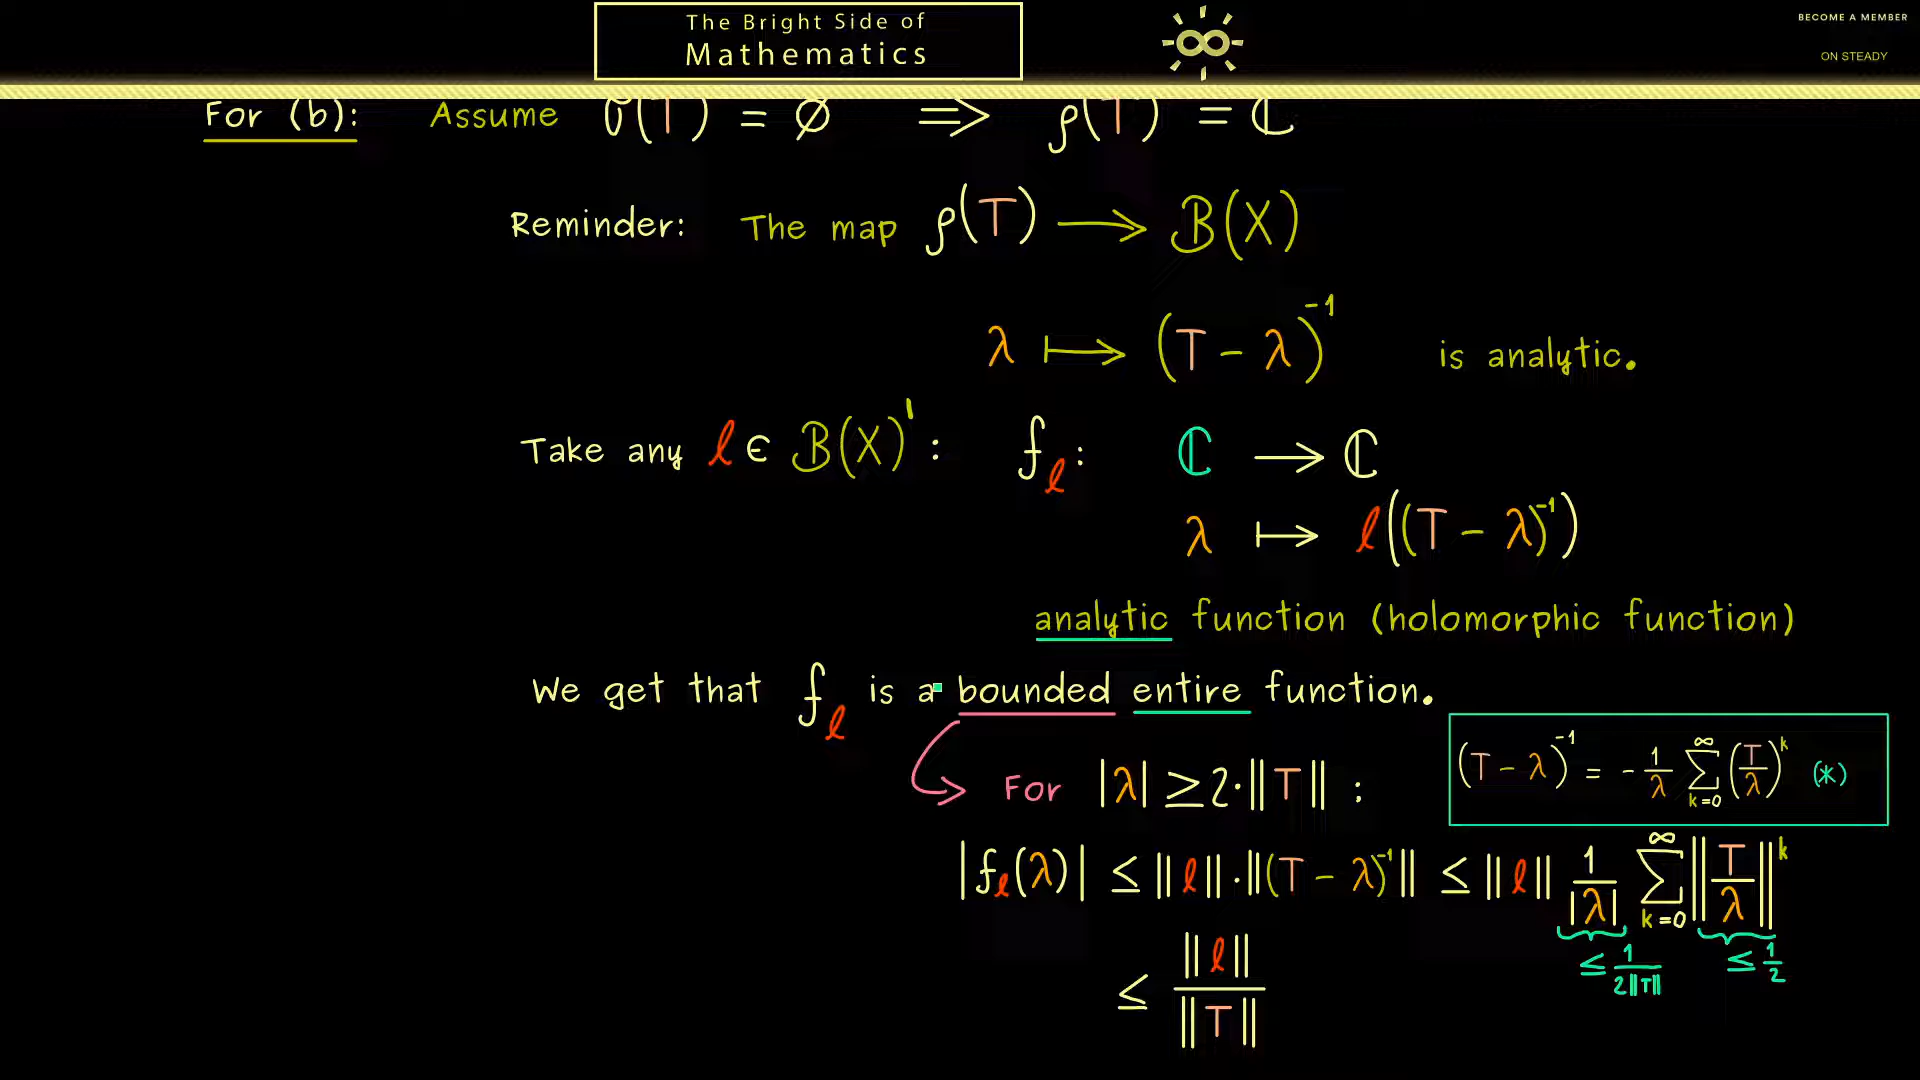 The Bright Side of
Mathematics
BECOME A MEMBER
ON STEADY
For (b): Assume σ(T) = ∅ ⟹ ρ(T) = ℂ
Reminder: The map ρ(T) ⟶ ℬ(X)
λ ⟼ (T − λ)⁻¹ is analytic.
Take any ℓ ∈ ℬ(X)' : f_ℓ : ℂ ⟶ ℂ
λ ⟼ ℓ((T − λ)⁻¹)
analytic function (holomorphic function)
We get that f_ℓ is a bounded entire function.
(T − λ)⁻¹ = − 1/λ ∑_{k=0}^{∞} (T/λ)^k (*)
For |λ| ≥ 2·‖T‖ :
|f_ℓ(λ)| ≤ ‖ℓ‖·‖(T − λ)⁻¹‖ ≤ ‖ℓ‖ 1/|λ| ∑_{k=0}^{∞} ‖T/λ‖^k
≤ 1/(2‖T‖) ≤ 1/2
≤ ‖ℓ‖/‖T‖